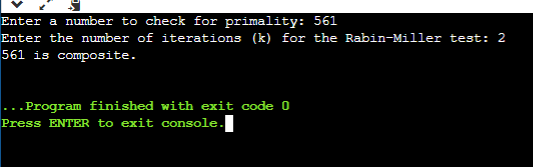 Enter a number to check for primality: 561
Enter the number of iterations (k) for the Rabin-Miller test: 2
561 is composite.
...Program finished with exit code 0
Press ENTER to exit console.